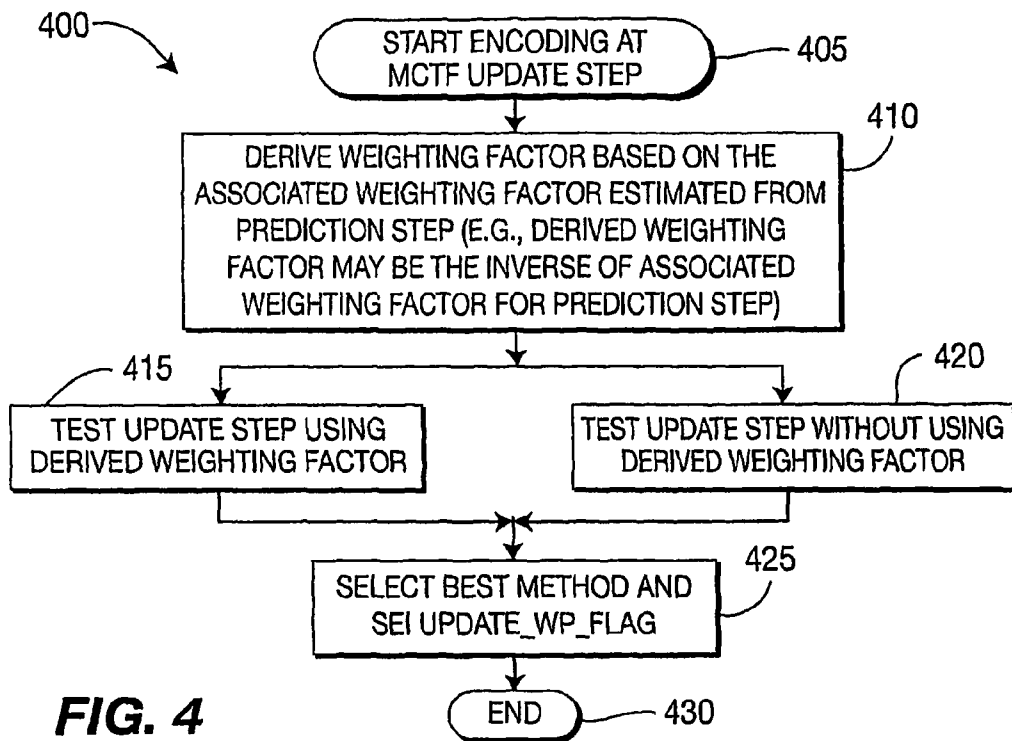 400
START ENCODING AT
MCTF UPDATE STEP
405
410
DERIVE WEIGHTING FACTOR BASED ON THE
ASSOCIATED WEIGHTING FACTOR ESTIMATED FROM
PREDICTION STEP (E.G., DERIVED WEIGHTING
FACTOR MAY BE THE INVERSE OF ASSOCIATED
WEIGHTING FACTOR FOR PREDICTION STEP)
415
TEST UPDATE STEP USING
DERIVED WEIGHTING FACTOR
420
TEST UPDATE STEP WITHOUT USING
DERIVED WEIGHTING FACTOR
425
SELECT BEST METHOD AND
SEI UPDATE_WP_FLAG
END
430
FIG. 4